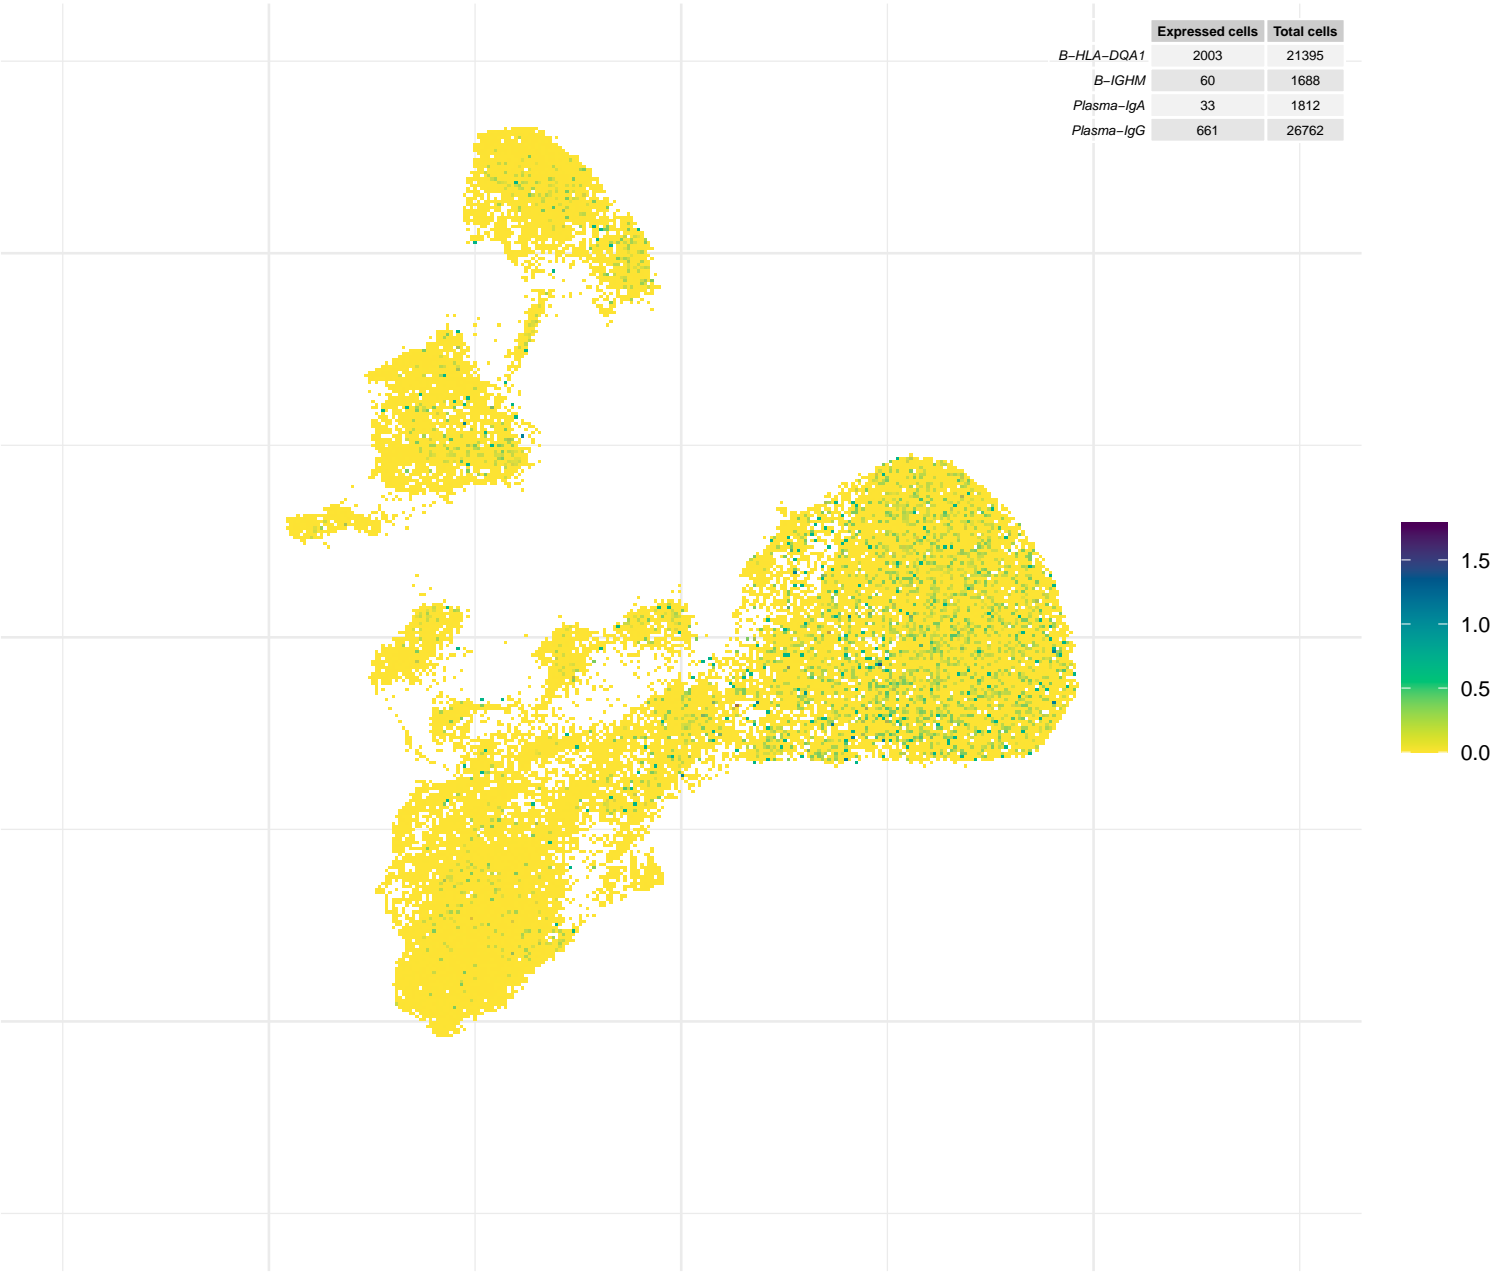 Expressed cells Total cells
B−HLA−DQA1 2003 21395
B−IGHM 60 1688
Plasma−IgA 33 1812
Plasma−IgG 661 26762
1.5
1.0
0.5
0.0